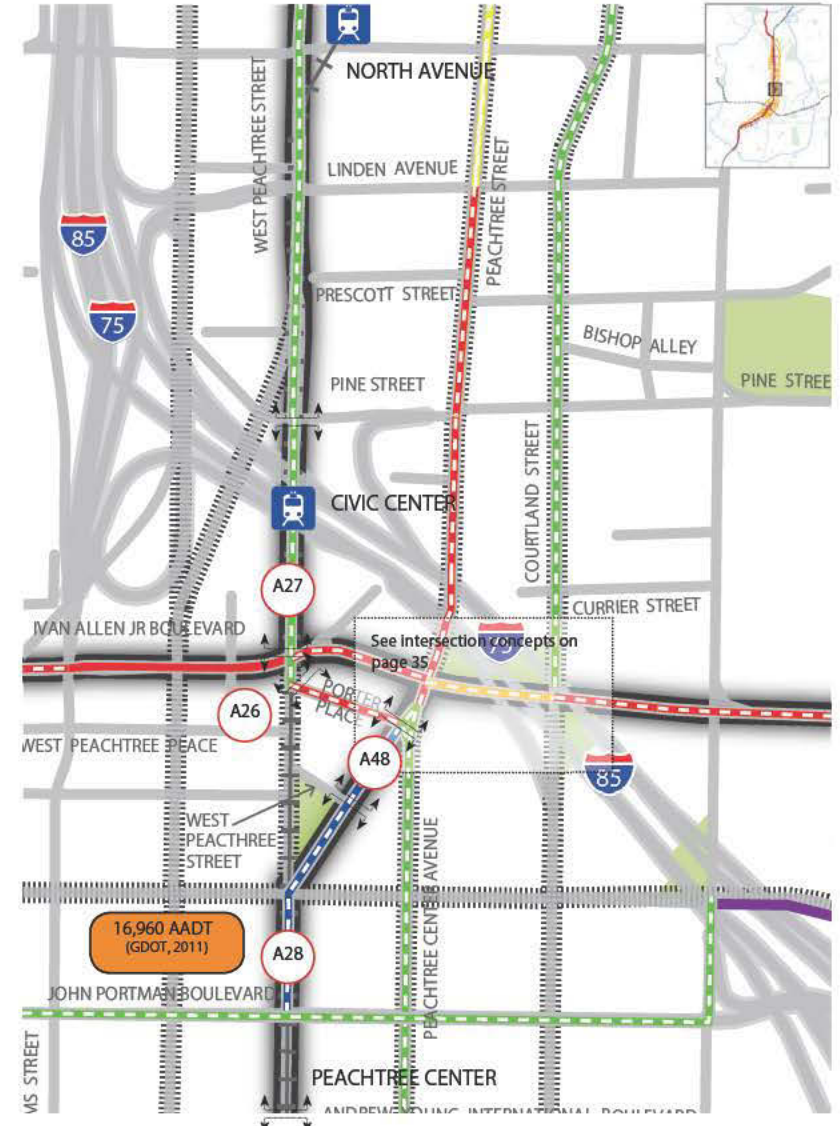 NORTH AVENUE
WEST PEACHTREE STREET
LINDEN AVENUE
PEACHTREE STREET
85
PRESCOTT STREET
75
BISHOP ALLEY
PINE STREET
PINE STREE
COURTLAND STREET
CIVIC CENTER
A27
CURRIER STREET
IVAN ALLEN JR BOULEVARD
See intersection concepts on
page 35
75
PORTER
PLACE
A26
WEST PEACHTREE PLACE
A48
85
WEST
PEACTHREE
STREET
PEACHTREE CENTER AVENUE
16,960 AADT
(GDOT, 2011)
A28
JOHN PORTMAN BOULEVARD
MS STREET
PEACHTREE CENTER
ANDREW YOUNG INTERNATIONAL BOULEVARD